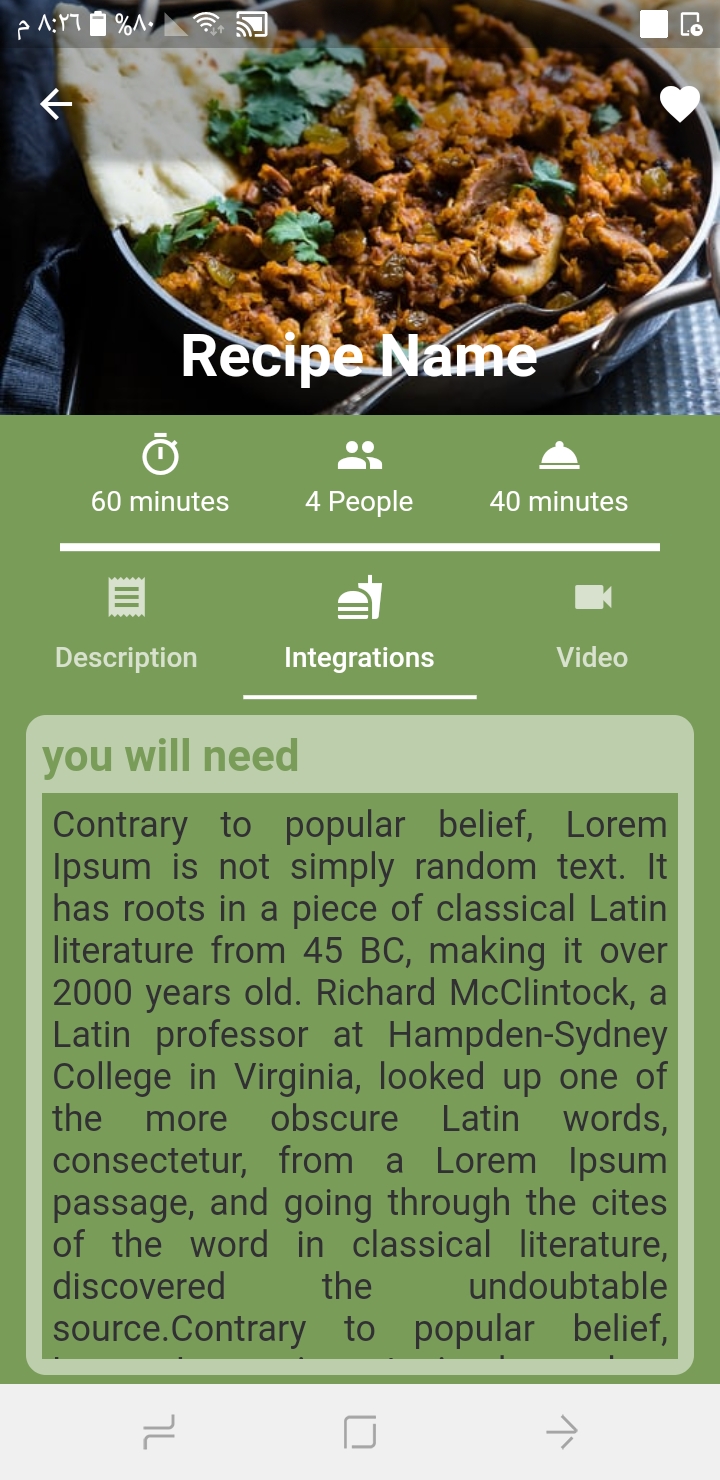 م ٨:٢٦ %٨٠
Recipe Name
60 minutes 4 People 40 minutes
Description Integrations Video
you will need
Contrary to popular belief, Lorem
Ipsum is not simply random text. It
has roots in a piece of classical Latin
literature from 45 BC, making it over
2000 years old. Richard McClintock, a
Latin professor at Hampden-Sydney
College in Virginia, looked up one of
the more obscure Latin words,
consectetur, from a Lorem Ipsum
passage, and going through the cites
of the word in classical literature,
discovered the undoubtable
source.Contrary to popular belief,